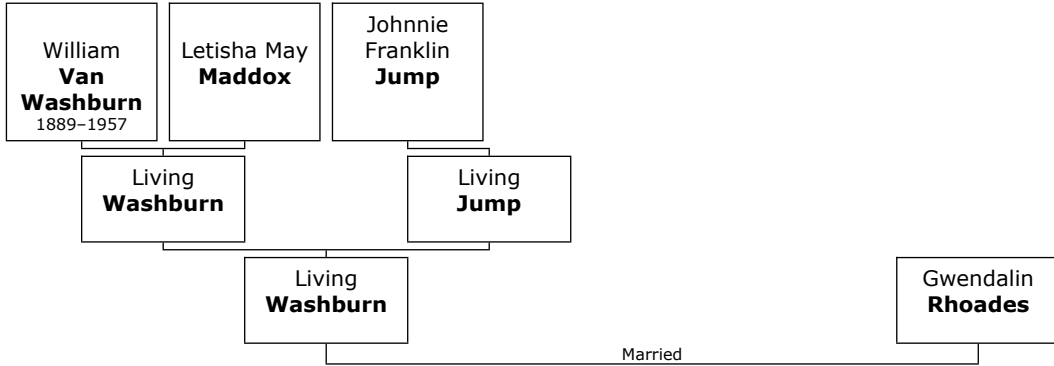 William
Van
Washburn
1889–1957
Letisha May
Maddox
Johnnie
Franklin
Jump
Living
Washburn
Living
Jump
Living
Washburn
Gwendalin
Rhoades
Married